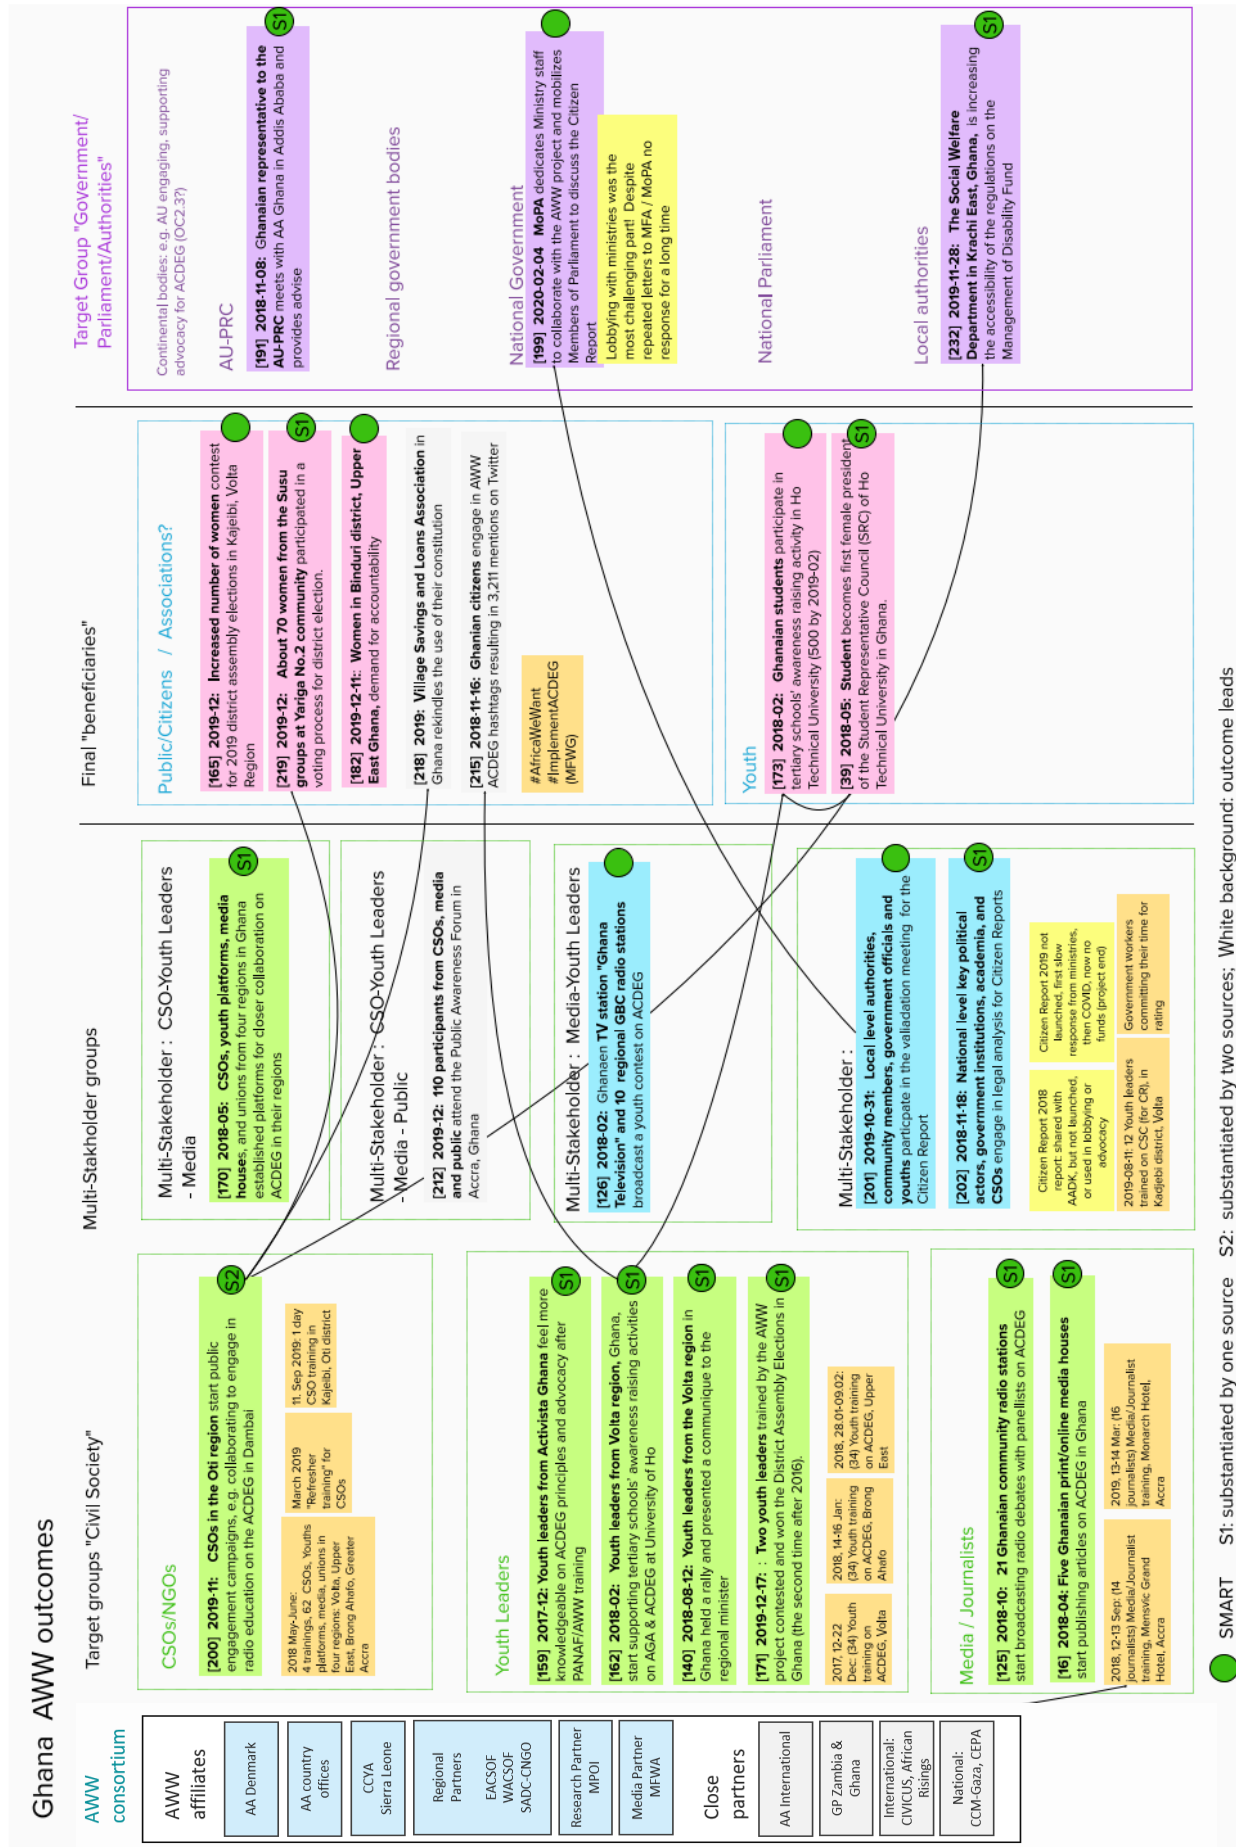 Ghana AWW outcomes
AWW
consortium
AWW
affiliates
AA Denmark
AA country
offices
CCYA
Sierra Leone
Regional
Partners
EACSOF
WACSOF
SADC-CNGO
Research Partner
MPOI
Media Partner
MFWA
Close
partners
AA International
GP Zambia &
Ghana
International:
CIVICUS, African
Risings
National:
CCM-Gaza, CEPA
Target groups "Civil Society"
CSOs/NGOs
[200] 2019-11: CSOs in the Oti region start public
engagement campaigns, e.g. collaborating to engage in
radio education on the ACDEG in Dambai
S2
2018 May-June:
4 trainings, 62 CSOs, Youths
platforms, media, unions in
four regions: Volta, Upper
East, Brong Ahafo, Greater
Accra
March 2019
"Refresher
training" for
CSOs
11. Sep 2019: 1 day
CSO training in
Kajeibi, Oti district
Youth Leaders
[159] 2017-12: Youth leaders from Activista Ghana feel more
knowledgeable on ACDEG principles and advocacy after
PANAF/AWW training
S1
[162] 2018-02: Youth leaders from Volta region, Ghana,
start supporting tertiary schools' awareness raising activities
on AGA & ACDEG at University of Ho
S1
[140] 2018-08-12: Youth leaders from the Volta region in
Ghana held a rally and presented a communique to the
regional minister
S1
[171] 2019-12-17: : Two youth leaders trained by the AWW
project contested and won the District Assembly Elections in
Ghana (the second time after 2016).
S1
2017, 12-22
Dec: (34) Youth
training on
ACDEG, Volta
2018, 14-16 Jan:
(34) Youth training
on ACDEG, Brong
Ahafo
2018, 28.01-09.02:
(34) Youth training
on ACDEG, Upper
East
Media / Journalists
[125] 2018-10: 21 Ghanaian community radio stations
start broadcasting radio debates with panellists on ACDEG
S1
[16] 2018-04: Five Ghanaian print/online media houses
start publishing articles on ACDEG in Ghana
S1
2018, 12-13 Sep: (14
journalists) Media/Journalist
training, Mensvic Grand
Hotel, Accra
2019, 13-14 Mar: (16
journalists) Media/Journalist
training, Monarch Hotel,
Accra
Multi-Stakholder groups
Multi-Stakeholder : CSO-Youth Leaders
- Media
[170] 2018-05: CSOs, youth platforms, media
houses, and unions from four regions in Ghana
established platforms for closer collaboration on
ACDEG in their regions
S1
Multi-Stakeholder : CSO-Youth Leaders
- Media - Public
[212] 2019-12: 110 participants from CSOs, media
and public attend the Public Awareness Forum in
Accra, Ghana
Multi-Stakeholder : Media-Youth Leaders
[126] 2018-02: Ghanaen TV station "Ghana
Television" and 10 regional GBC radio stations
broadcast a youth contest on ACDEG
Multi-Stakeholder :
[201] 2019-10-31: Local level authorities,
community members, government officials and
youths particpate in the valiadation meeting for the
Citizen Report
[202] 2018-11-18: National level key political
actors, government institutions, academia, and
CSOs engage in legal analysis for Citizen Reports
S1
Citizen Report 2018
report: shared with
AADK, but not launched,
or used in lobbying or
advocacy
Citizen Report 2019 not
launched, first slow
response from ministries,
then COVID, now no
funds (project end)
2019-08-11: 12 Youth leaders
trained on CSC (for CR), in
Kadjebi district, Volta
Government workers
committing their time for
rating
Final "beneficiaries"
Public/Citizens / Associations?
[165] 2019-12: Increased number of women contest
for 2019 district assembly elections in Kajeibi, Volta
Region
[219] 2019-12: About 70 women from the Susu
groups at Yariga No.2 community participated in a
voting process for district election.
S1
[182] 2019-12-11: Women in Binduri district, Upper
East Ghana, demand for accountability
[218] 2019: Village Savings and Loans Association in
Ghana rekindles the use of their constitution
[215] 2018-11-16: Ghanian citizens engage in AWW
ACDEG hashtags resulting in 3,211 mentions on Twitter
#AfricaWeWant
#ImplementACDEG
(MFWG)
Youth
[173] 2018-02: Ghanaian students participate in
tertiary schools' awareness raising activity in Ho
Technical University (500 by 2019-02)
[39] 2018-05: Student becomes first female president
of the Student Representative Council (SRC) of Ho
Technical University in Ghana.
S1
Target Group "Government/
Parliament/Authorities"
Continental bodies: e.g. AU engaging, supporting
advocacy for ACDEG (OC2.3?)
AU-PRC
[191] 2018-11-08: Ghanaian representative to the
AU-PRC meets with AA Ghana in Addis Ababa and
provides advise
S1
Regional government bodies
National Government
[199] 2020-02-04 MoPA dedicates Ministry staff
to collaborate with the AWW project and mobilizes
Members of Parliament to discuss the Citizen
Report
Lobbying with ministries was the
most challenging part! Despite
repeated letters to MFA / MoPA no
response for a long time
National Parliament
Local authorities
[232] 2019-11-28: The Social Welfare
Department in Krachi East, Ghana, is increasing
the accessibility of the regulations on the
Management of Disability Fund
S1
SMART S1: substantiated by one source S2: substantiated by two sources; White background: outcome leads